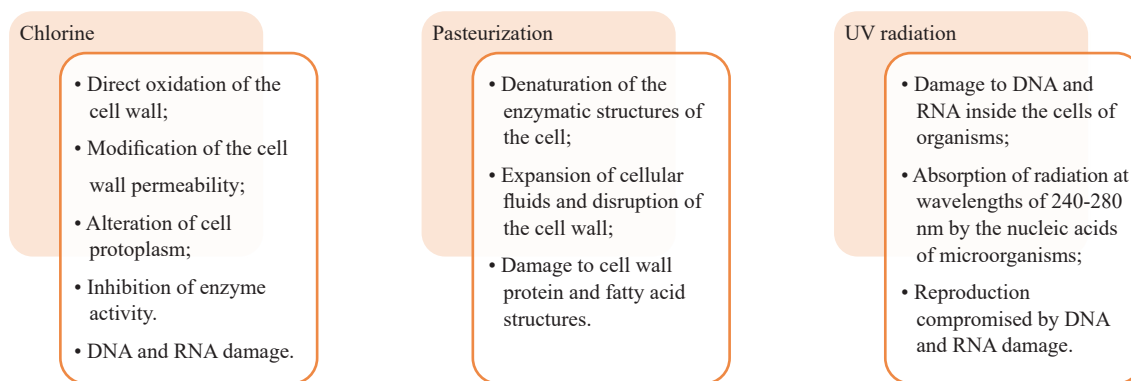 Chlorine
• Direct oxidation of the
cell wall;
• Modification of the cell
wall permeability;
• Alteration of cell
protoplasm;
• Inhibition of enzyme
activity.
• DNA and RNA damage.
Pasteurization
• Denaturation of the
enzymatic structures of
the cell;
• Expansion of cellular
fluids and disruption of
the cell wall;
• Damage to cell wall
protein and fatty acid
structures.
UV radiation
• Damage to DNA and
RNA inside the cells of
organisms;
• Absorption of radiation at
wavelengths of 240-280
nm by the nucleic acids
of microorganisms;
• Reproduction
compromised by DNA
and RNA damage.